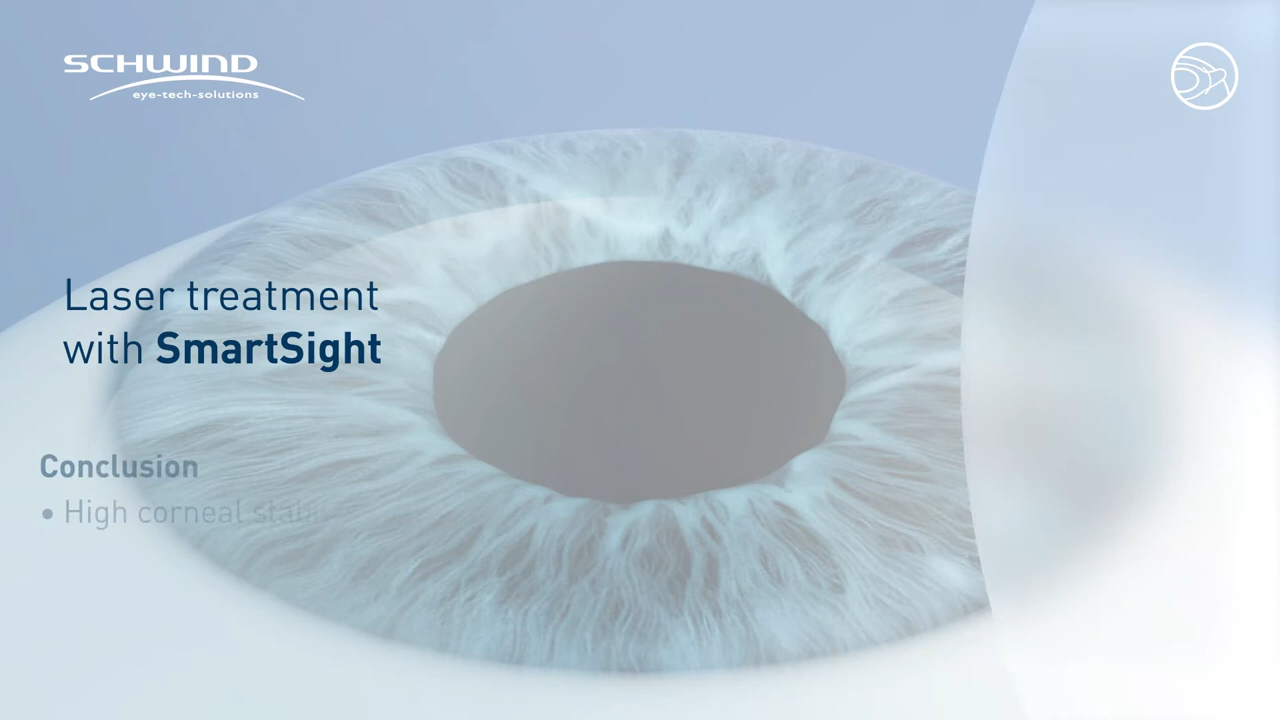 SCHWIND
eye-tech-solutions
Laser treatment
with SmartSight
Conclusion
• High corneal